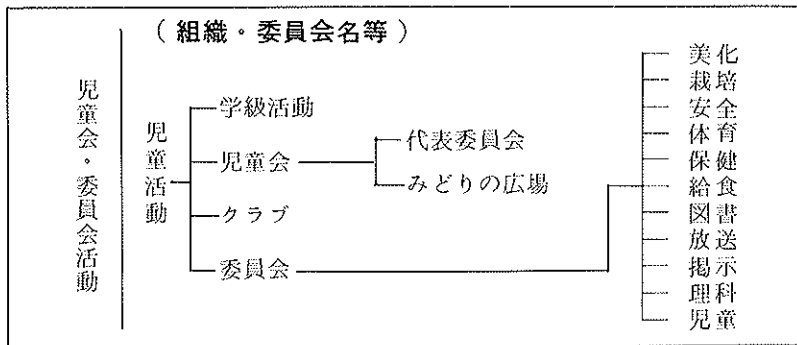 児童会・委員会活動
(組織・委員会名等)
児童活動
学級活動
児童会
クラブ
委員会
代表委員会
みどりの広場
美化
栽培
安全
体育
保健
給食
図書
放送
掲示
理科
児童